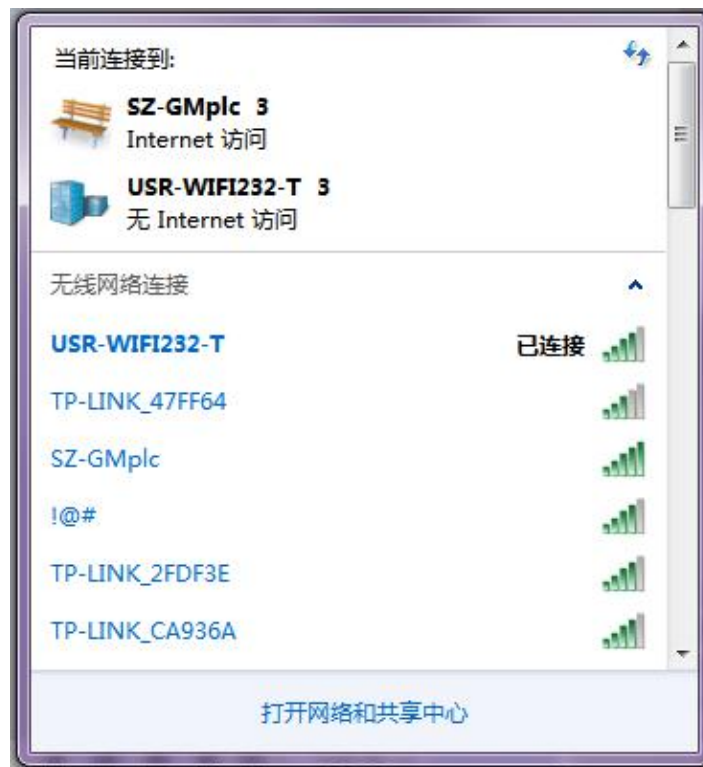 当前连接到:
SZ-GMplc 3
Internet 访问
USR-WIFI232-T 3
无 Internet 访问
无线网络连接
USR-WIFI232-T 已连接
TP-LINK_47FF64
SZ-GMplc
!@#
TP-LINK_2FDF3E
TP-LINK_CA936A
打开网络和共享中心